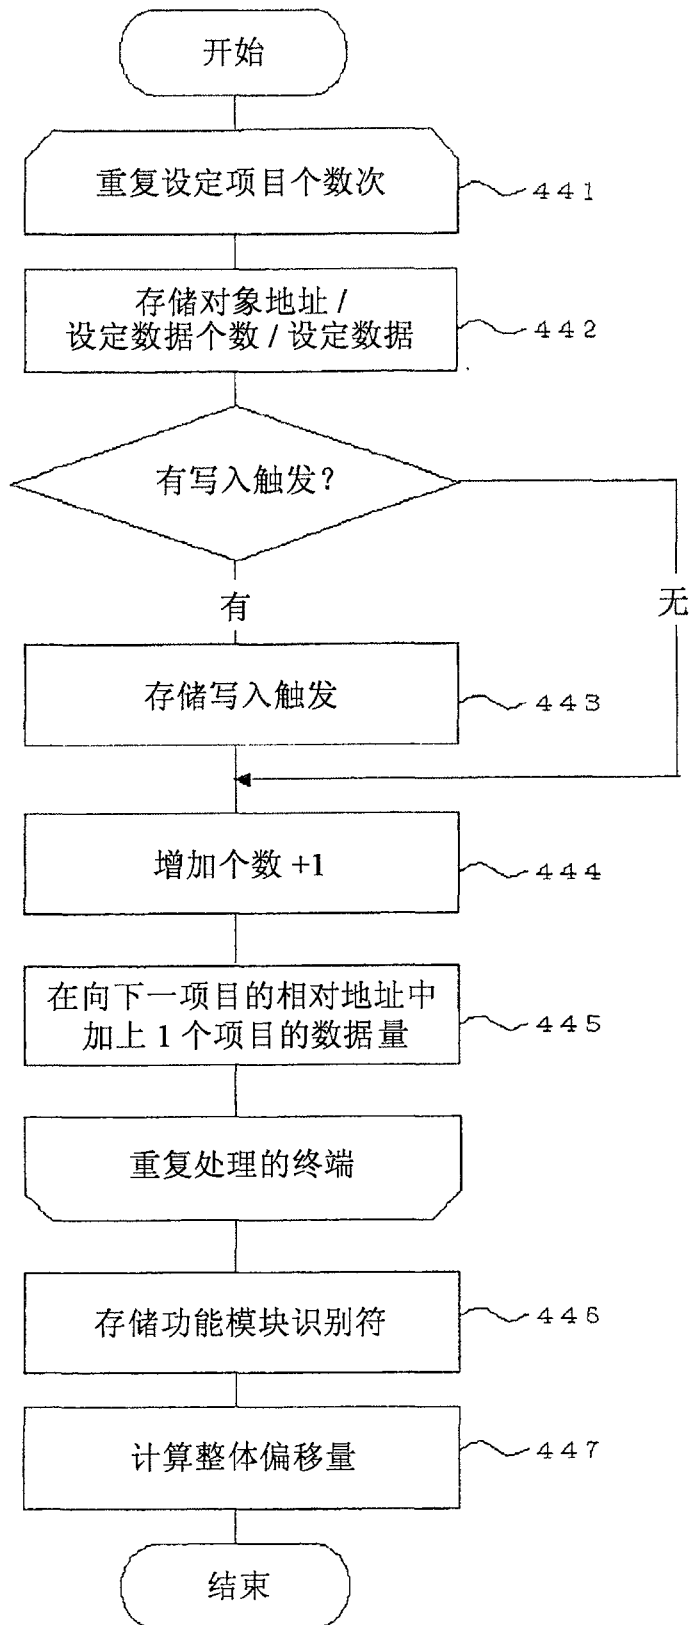 开始
重复设定项目个数次
441
存储对象地址 /
设定数据个数 / 设定数据
442
有写入触发?
有
无
存储写入触发
443
增加个数 +1
444
在向下一项目的相对地址中
加上 1 个项目的数据量
445
重复处理的终端
存储功能模块识别符
446
计算整体偏移量
447
结束